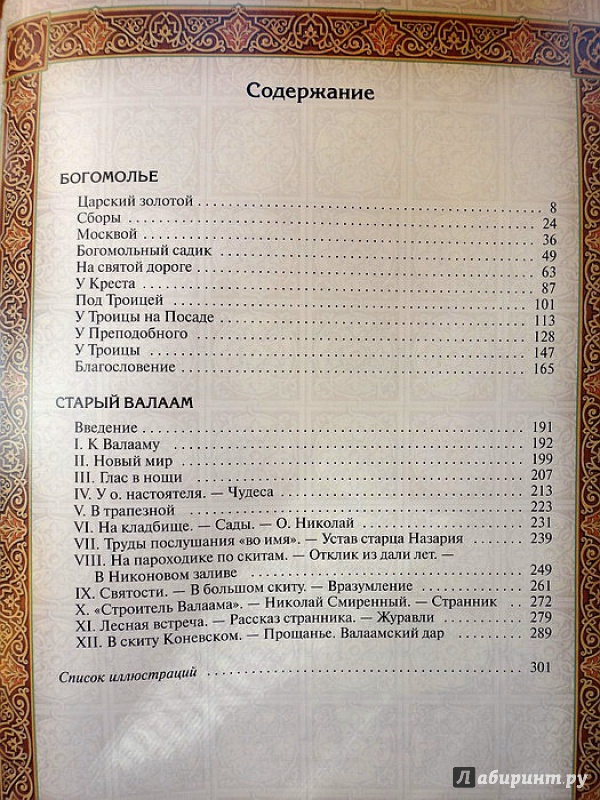 Содержание
БОГОМОЛЬЕ
Царский золотой 8
Сборы 24
Москвой 36
Богомольный садик 49
На святой дороге 63
У Креста 87
Под Троицей 101
У Троицы на Посаде 113
У Преподобного 128
У Троицы 147
Благословение 165
СТАРЫЙ ВАЛААМ
Введение 191
I. К Валааму 192
II. Новый мир 199
III. Глас в нощи 207
IV. У о. настоятеля. — Чудеса 213
V. В трапезной 223
VI. На кладбище. — Сады. — О. Николай 231
VII. Труды послушания «во имя». — Устав старца Назария 239
VIII. На пароходике по скитам. — Отклик из дали лет. —
В Никоновом заливе 249
IX. Святости. — В большом скиту. — Вразумление 261
X. «Строитель Валаама». — Николай Смиренный. — Странник 272
XI. Лесная встреча. — Рассказ странника. — Журавли 279
XII. В скиту Коневском. — Прощанье. Валаамский дар 289
Список иллюстраций 301
Лабиринт.ру